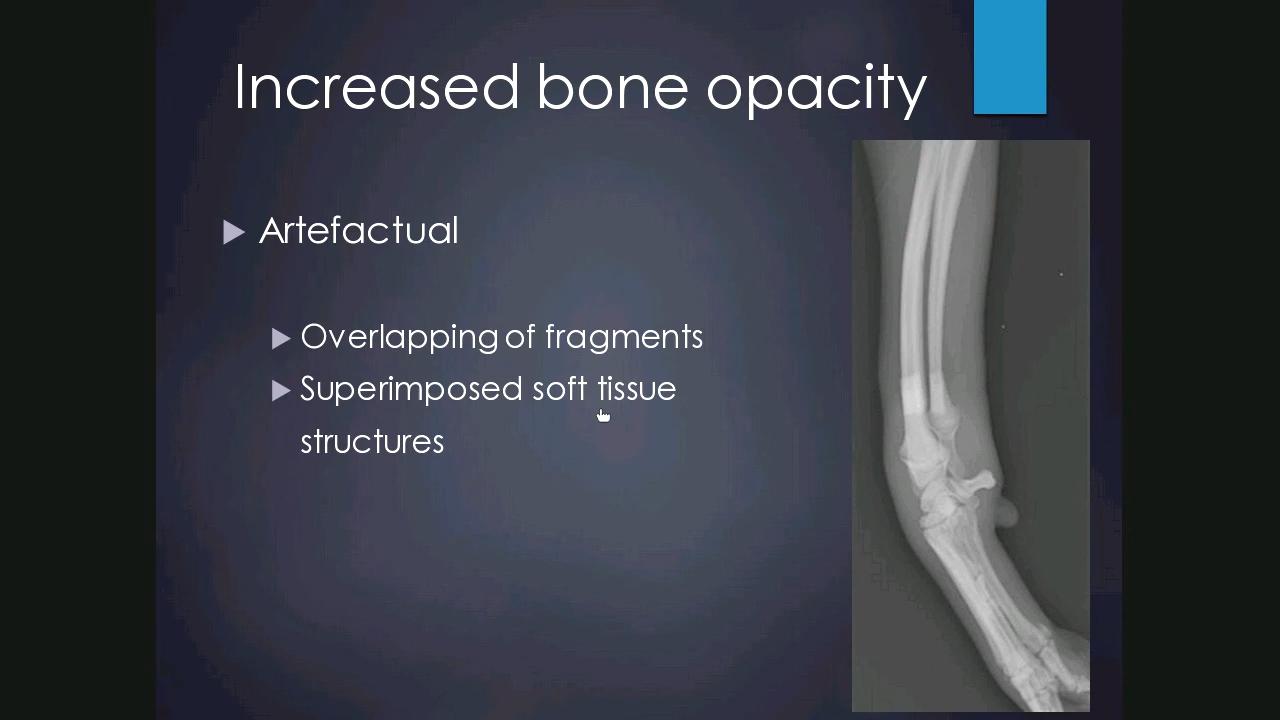 Increased bone opacity
Artefactual
Overlapping of fragments
Superimposed soft tissue
structures